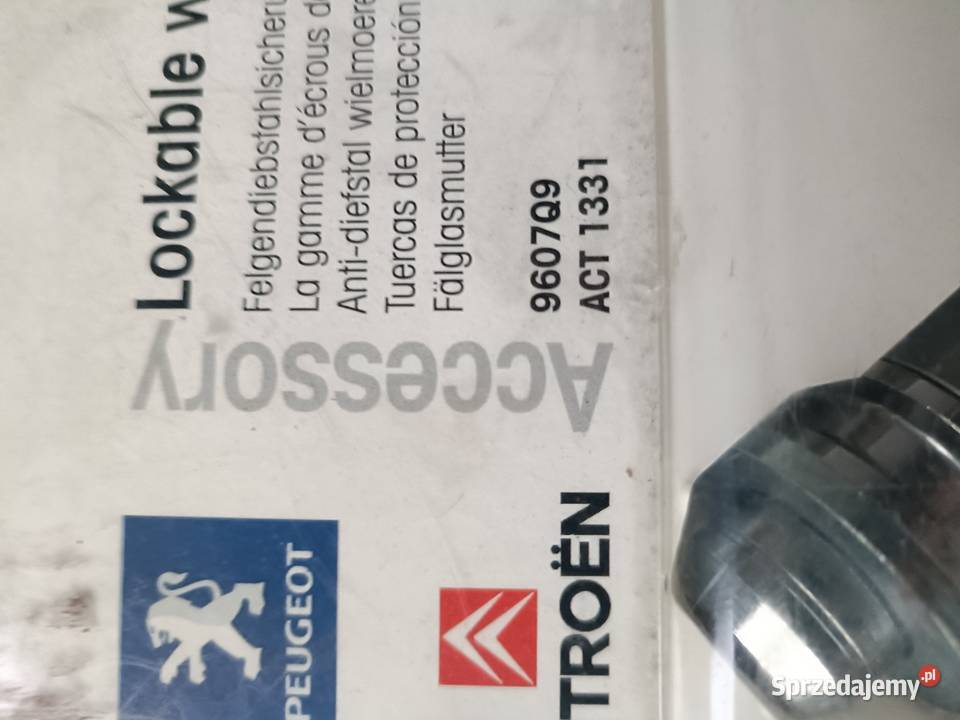 Lockable
Felgendiebstahlsicheru
La gamme d'écrous d
Anti-diefstal wielmoere
Tuercas de protección
Fälglasmutter
9607Q9
ACT 1331
Accessory
PEUGEOT
TROËN
Sprzedajemy.pl